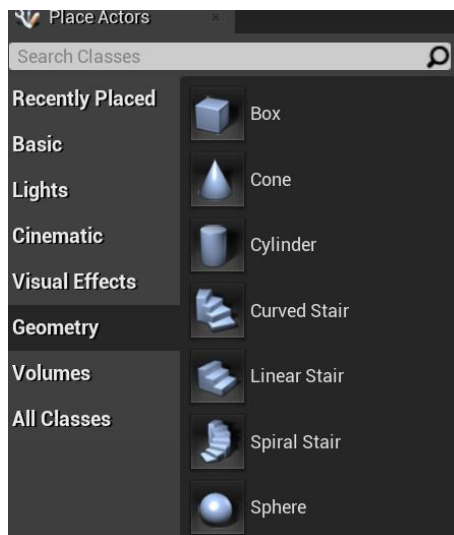 Place Actors
Search Classes
Recently Placed
Basic
Lights
Cinematic
Visual Effects
Geometry
Volumes
All Classes
Box
Cone
Cylinder
Curved Stair
Linear Stair
Spiral Stair
Sphere